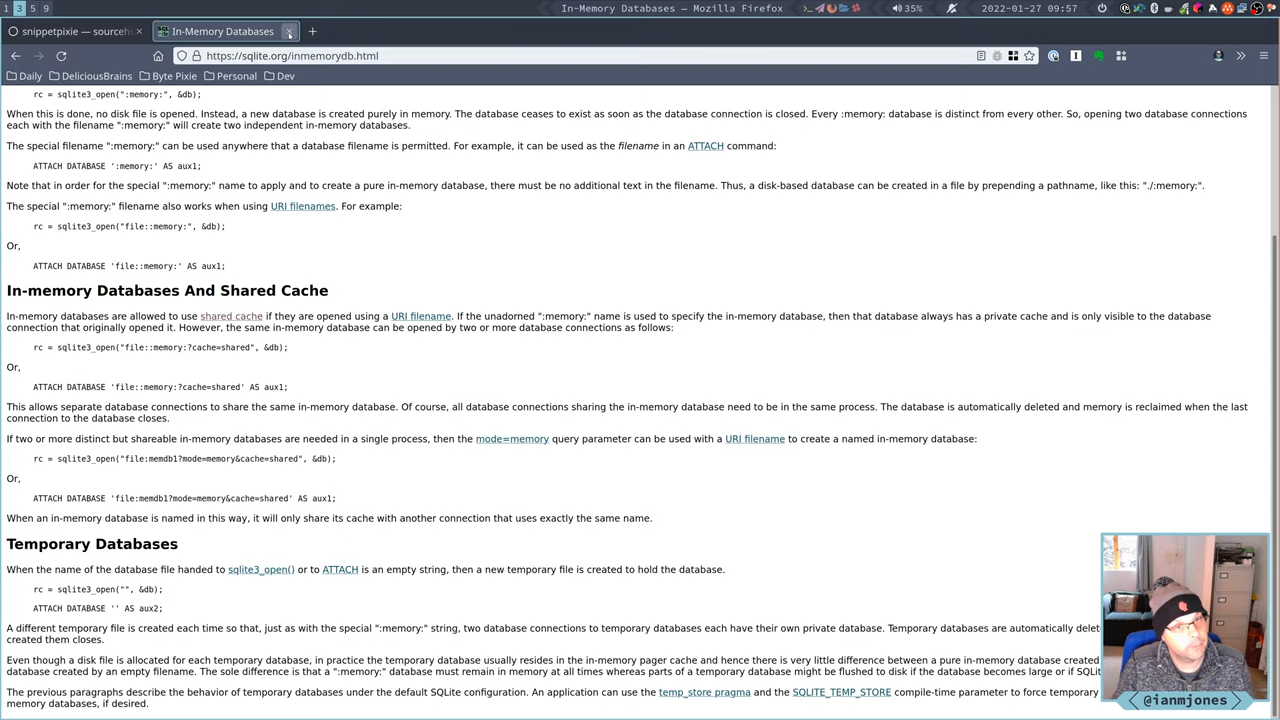 1 3 5 9
In-Memory Databases — Mozilla Firefox
35%
2022-01-27 09:57
snippetpixie — sourceh
In-Memory Databases
https://sqlite.org/inmemorydb.html
Daily DeliciousBrains Byte Pixie Personal Dev
rc = sqlite3_open(":memory:", &db);
When this is done, no disk file is opened. Instead, a new database is created purely in memory. The database ceases to exist as soon as the database connection is closed. Every :memory: database is distinct from every other. So, opening two database connections
each with the filename ":memory:" will create two independent in-memory databases.
The special filename ":memory:" can be used anywhere that a database filename is permitted. For example, it can be used as the filename in an ATTACH command:
ATTACH DATABASE ':memory:' AS aux1;
Note that in order for the special ":memory:" name to apply and to create a pure in-memory database, there must be no additional text in the filename. Thus, a disk-based database can be created in a file by prepending a pathname, like this: "./:memory:".
The special ":memory:" filename also works when using URI filenames. For example:
rc = sqlite3_open("file::memory:", &db);
Or,
ATTACH DATABASE 'file::memory:' AS aux1;
In-memory Databases And Shared Cache
In-memory databases are allowed to use shared cache if they are opened using a URI filename. If the unadorned ":memory:" name is used to specify the in-memory database, then that database always has a private cache and is only visible to the database
connection that originally opened it. However, the same in-memory database can be opened by two or more database connections as follows:
rc = sqlite3_open("file::memory:?cache=shared", &db);
Or,
ATTACH DATABASE 'file::memory:?cache=shared' AS aux1;
This allows separate database connections to share the same in-memory database. Of course, all database connections sharing the in-memory database need to be in the same process. The database is automatically deleted and memory is reclaimed when the last
connection to the database closes.
If two or more distinct but shareable in-memory databases are needed in a single process, then the mode=memory query parameter can be used with a URI filename to create a named in-memory database:
rc = sqlite3_open("file:memdb1?mode=memory&cache=shared", &db);
Or,
ATTACH DATABASE 'file:memdb1?mode=memory&cache=shared' AS aux1;
When an in-memory database is named in this way, it will only share its cache with another connection that uses exactly the same name.
Temporary Databases
When the name of the database file handed to sqlite3_open() or to ATTACH is an empty string, then a new temporary file is created to hold the database.
rc = sqlite3_open("", &db);
ATTACH DATABASE '' AS aux2;
A different temporary file is created each time so that, just as with the special ":memory:" string, two database connections to temporary databases each have their own private database. Temporary databases are automatically delet
created them closes.
Even though a disk file is allocated for each temporary database, in practice the temporary database usually resides in the in-memory pager cache and hence there is very little difference between a pure in-memory database created
database created by an empty filename. The sole difference is that a ":memory:" database must remain in memory at all times whereas parts of a temporary database might be flushed to disk if the database becomes large or if SQLit
The previous paragraphs describe the behavior of temporary databases under the default SQLite configuration. An application can use the temp_store pragma and the SQLITE_TEMP_STORE compile-time parameter to force temporary
memory databases, if desired.
@ianmjones